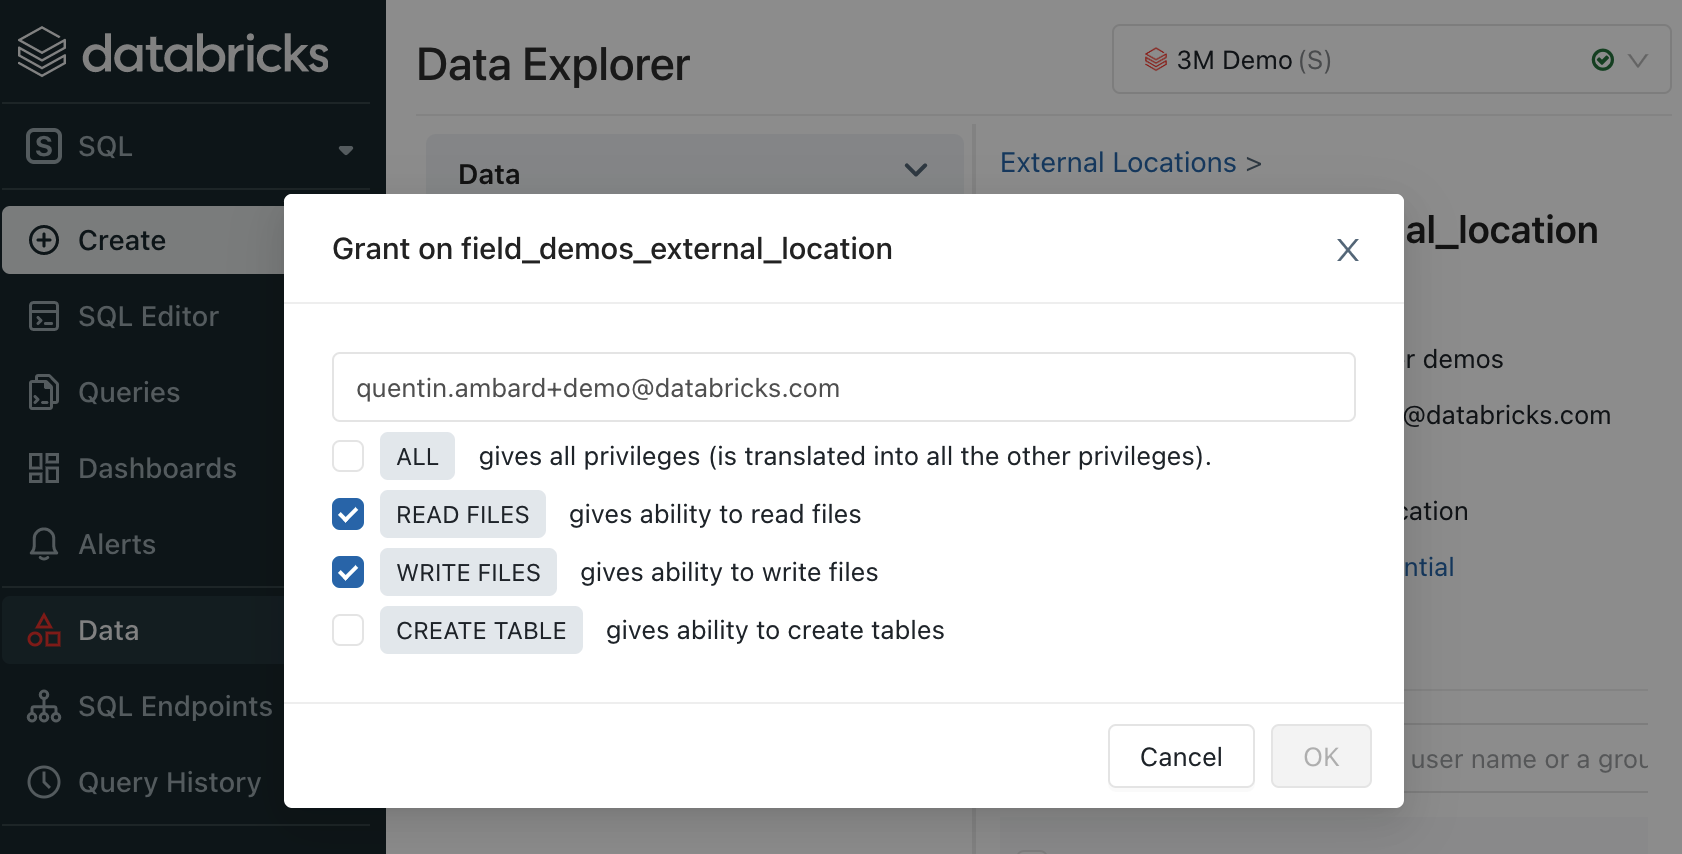 databricks
Data Explorer
3M Demo (S)
S SQL
Data
External Locations >
Create
al_location
Grant on field_demos_external_location
X
SQL Editor
r demos
quentin.ambard+demo@databricks.com
Queries
@databricks.com
ALL gives all privileges (is translated into all the other privileges).
Dashboards
READ FILES gives ability to read files
cation
Alerts
WRITE FILES gives ability to write files
ntial
Data
CREATE TABLE gives ability to create tables
SQL Endpoints
Cancel
OK
user name or a grou
Query History